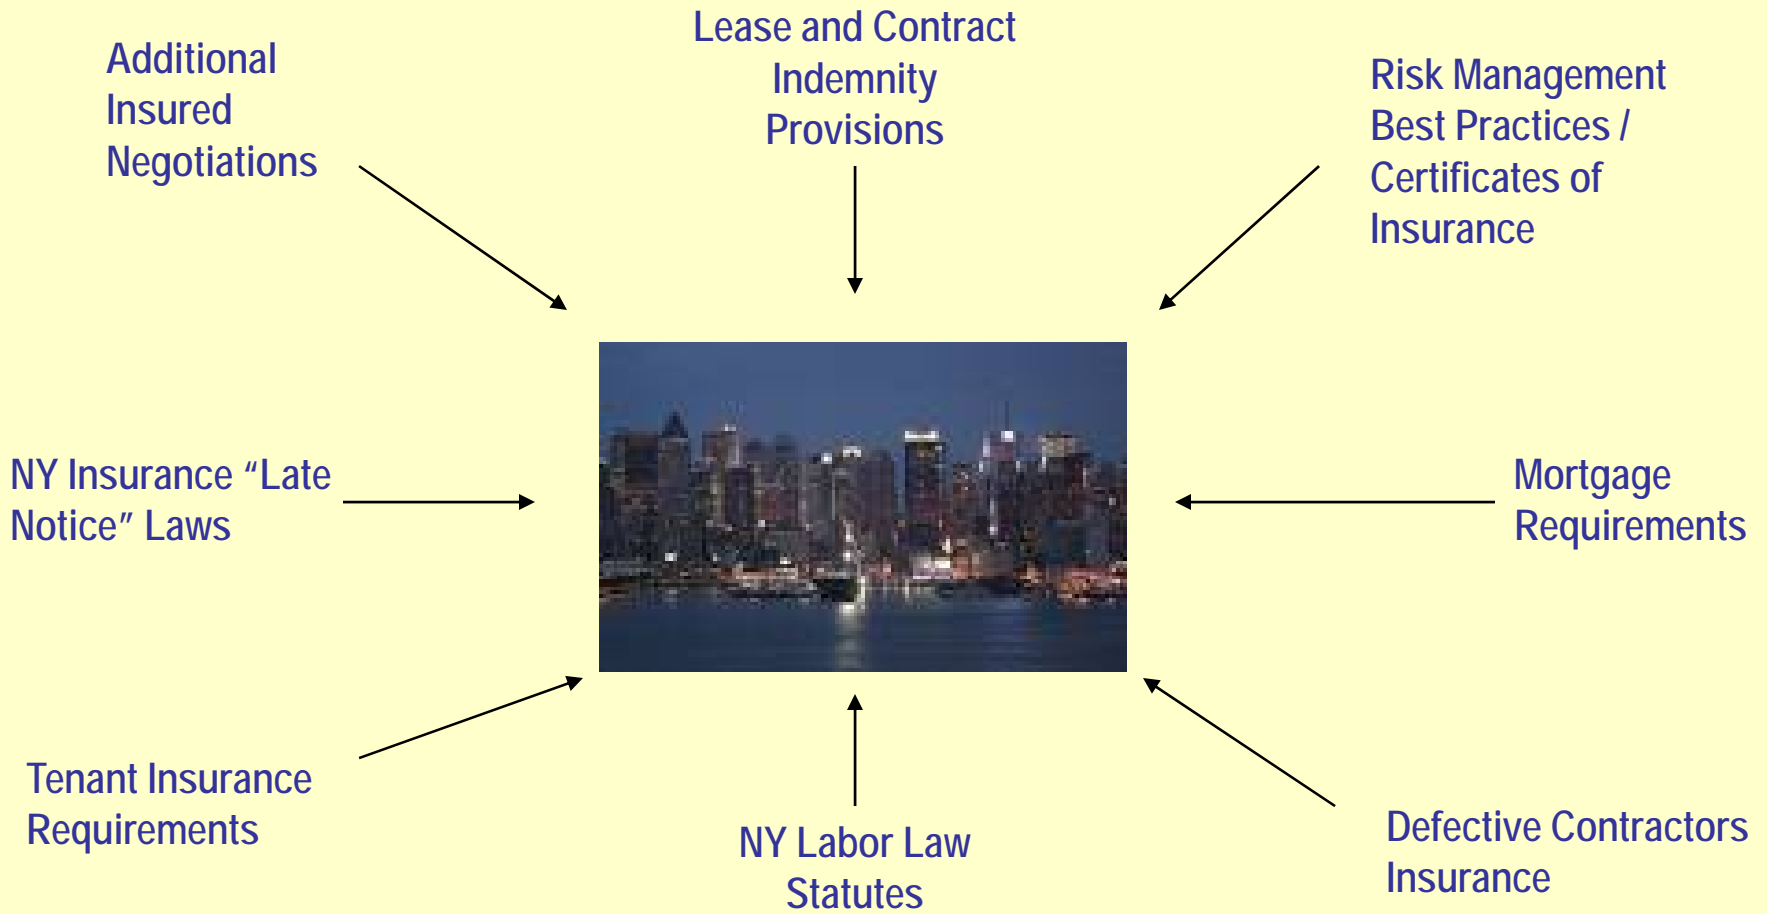 Additional
Insured
Negotiations
Lease and Contract
Indemnity
Provisions
Risk Management
Best Practices /
Certificates of
Insurance
NY Insurance “Late
Notice” Laws
Mortgage
Requirements
Tenant Insurance
Requirements
NY Labor Law
Statutes
Defective Contractors
Insurance